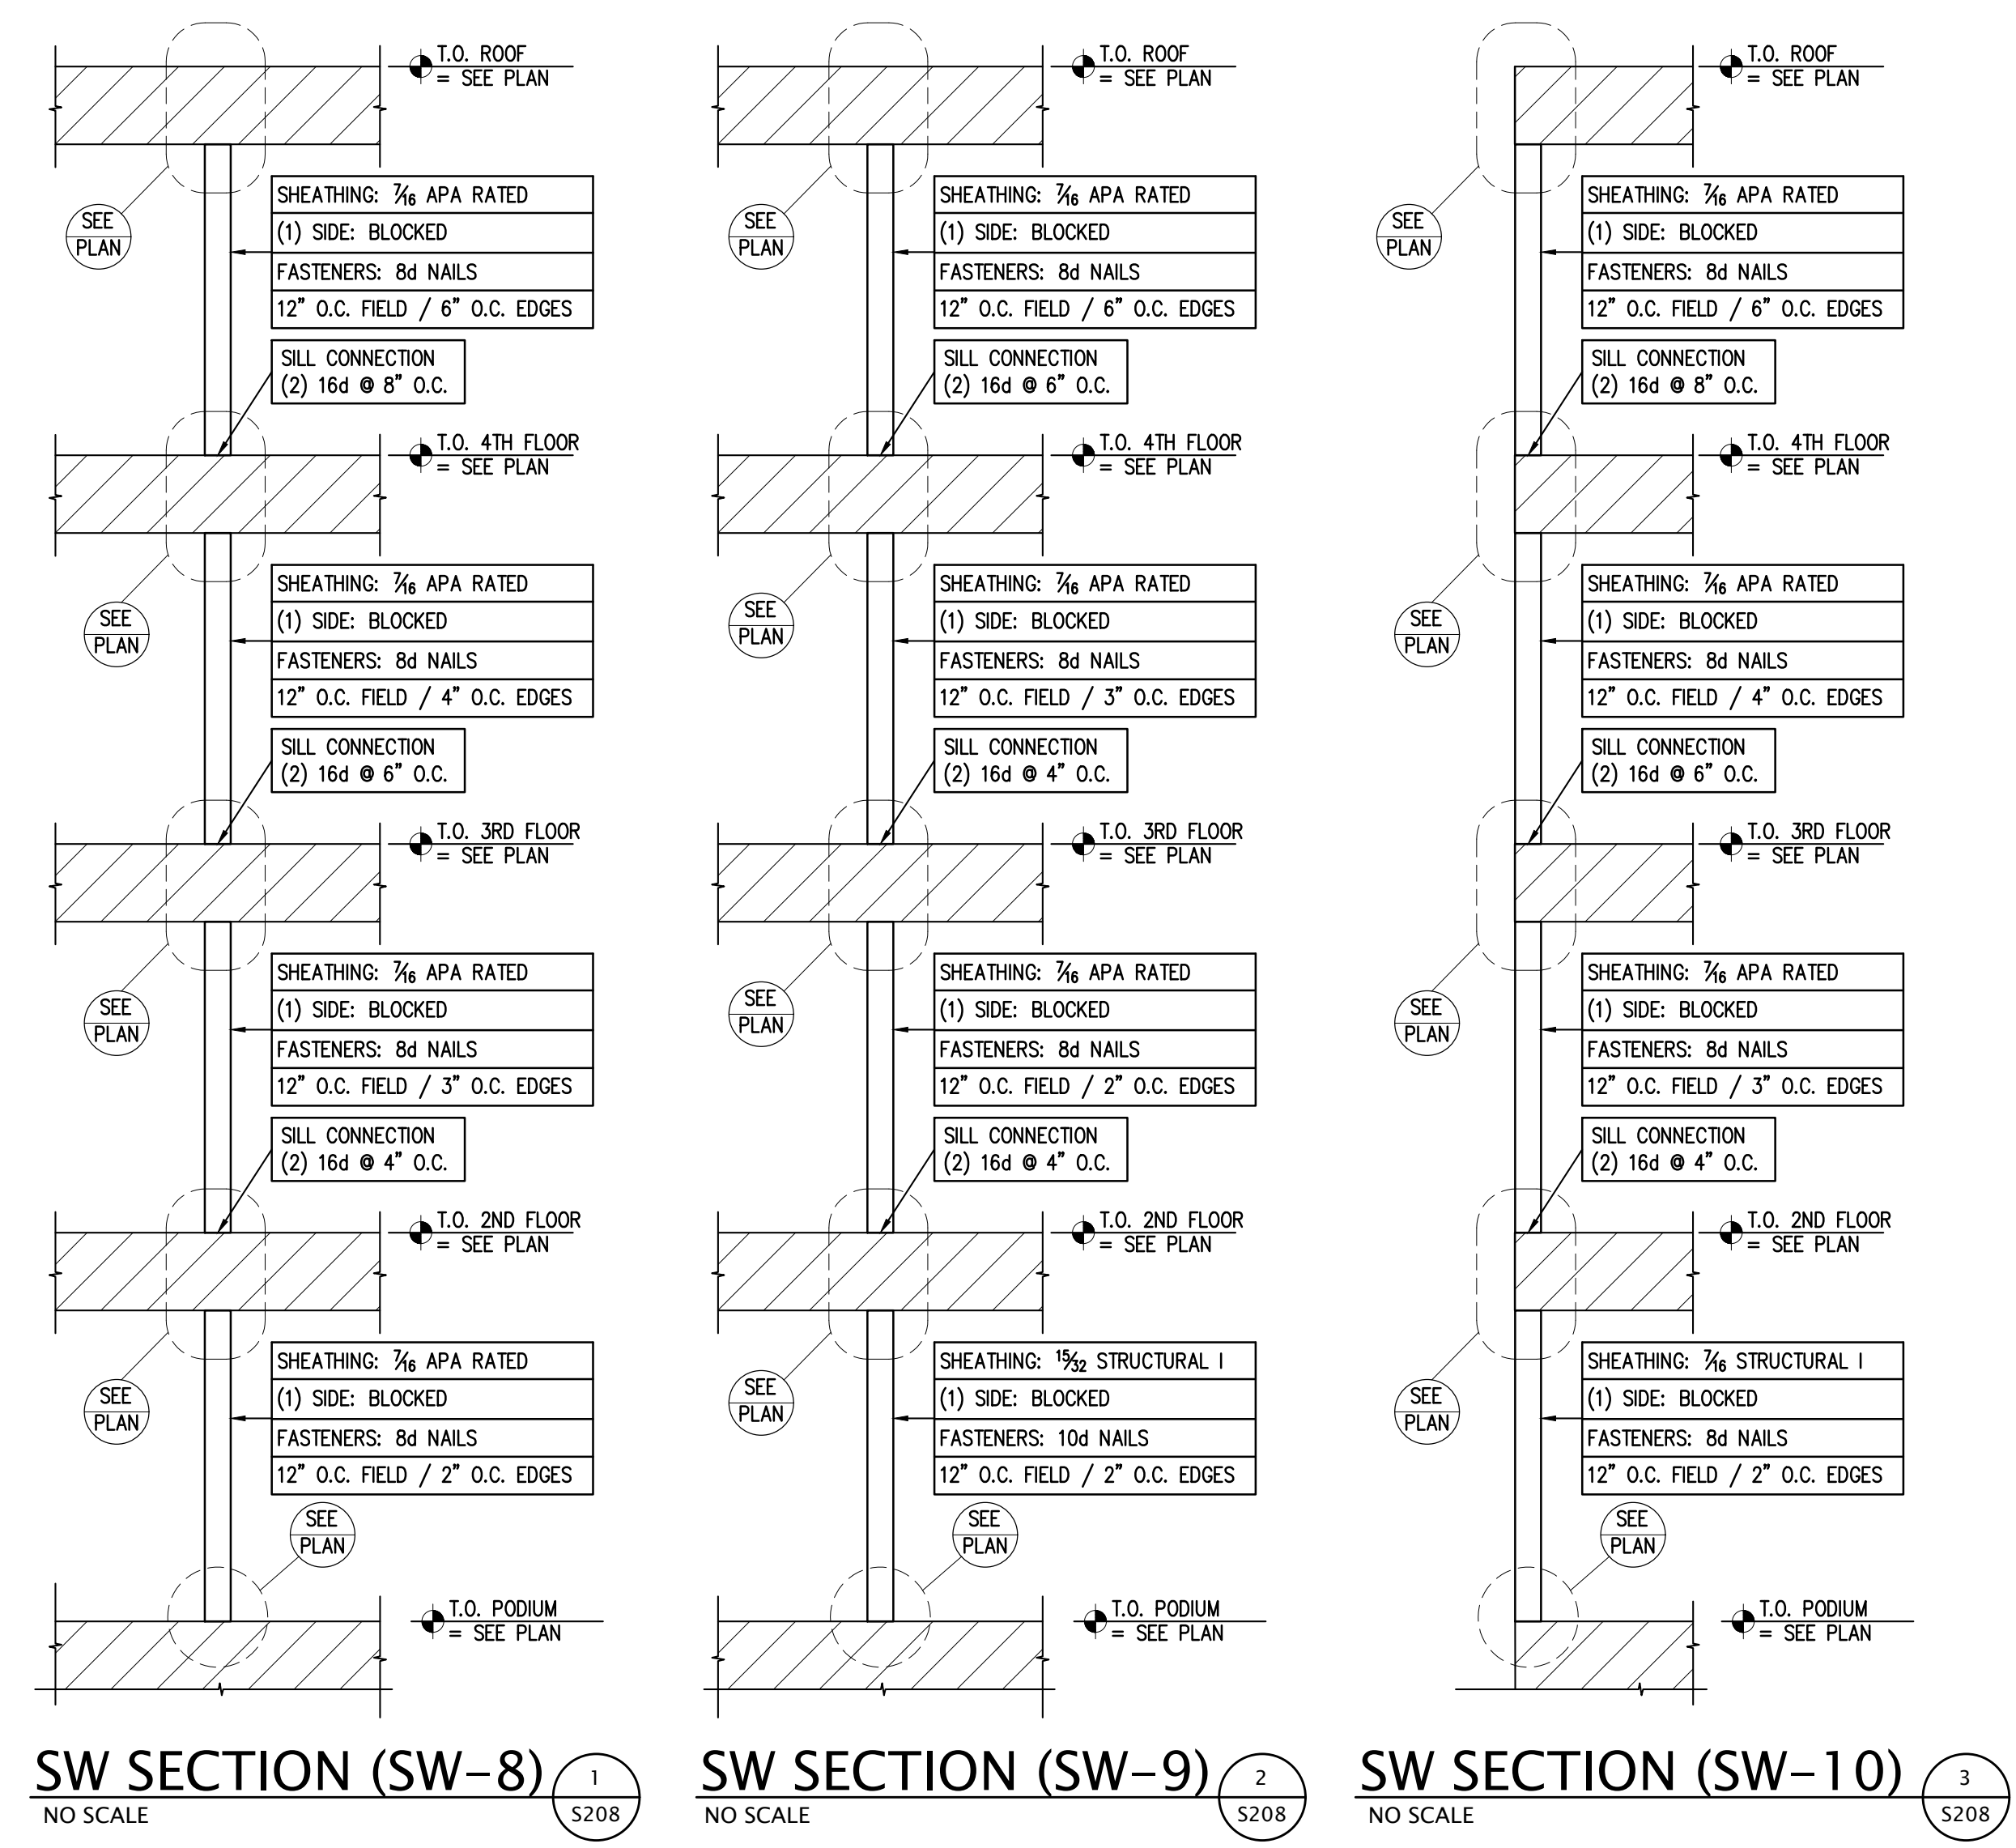 T.O. ROOF
= SEE PLAN
SEE
PLAN
SHEATHING: 7/16 APA RATED
(1) SIDE: BLOCKED
FASTENERS: 8d NAILS
12" O.C. FIELD / 6" O.C. EDGES
SILL CONNECTION
(2) 16d @ 8" O.C.
T.O. 4TH FLOOR
= SEE PLAN
SEE
PLAN
SHEATHING: 7/16 APA RATED
(1) SIDE: BLOCKED
FASTENERS: 8d NAILS
12" O.C. FIELD / 4" O.C. EDGES
SILL CONNECTION
(2) 16d @ 6" O.C.
T.O. 3RD FLOOR
= SEE PLAN
SEE
PLAN
SHEATHING: 7/16 APA RATED
(1) SIDE: BLOCKED
FASTENERS: 8d NAILS
12" O.C. FIELD / 3" O.C. EDGES
SILL CONNECTION
(2) 16d @ 4" O.C.
T.O. 2ND FLOOR
= SEE PLAN
SEE
PLAN
SHEATHING: 7/16 APA RATED
(1) SIDE: BLOCKED
FASTENERS: 8d NAILS
12" O.C. FIELD / 2" O.C. EDGES
SEE
PLAN
T.O. PODIUM
= SEE PLAN
SW SECTION (SW-8)
NO SCALE
1
S208
T.O. ROOF
= SEE PLAN
SEE
PLAN
SHEATHING: 7/16 APA RATED
(1) SIDE: BLOCKED
FASTENERS: 8d NAILS
12" O.C. FIELD / 6" O.C. EDGES
SILL CONNECTION
(2) 16d @ 6" O.C.
T.O. 4TH FLOOR
= SEE PLAN
SEE
PLAN
SHEATHING: 7/16 APA RATED
(1) SIDE: BLOCKED
FASTENERS: 8d NAILS
12" O.C. FIELD / 3" O.C. EDGES
SILL CONNECTION
(2) 16d @ 4" O.C.
T.O. 3RD FLOOR
= SEE PLAN
SEE
PLAN
SHEATHING: 7/16 APA RATED
(1) SIDE: BLOCKED
FASTENERS: 8d NAILS
12" O.C. FIELD / 2" O.C. EDGES
SILL CONNECTION
(2) 16d @ 4" O.C.
T.O. 2ND FLOOR
= SEE PLAN
SEE
PLAN
SHEATHING: 15/32 STRUCTURAL I
(1) SIDE: BLOCKED
FASTENERS: 10d NAILS
12" O.C. FIELD / 2" O.C. EDGES
SEE
PLAN
T.O. PODIUM
= SEE PLAN
SW SECTION (SW-9)
NO SCALE
2
S208
T.O. ROOF
= SEE PLAN
SEE
PLAN
SHEATHING: 7/16 APA RATED
(1) SIDE: BLOCKED
FASTENERS: 8d NAILS
12" O.C. FIELD / 6" O.C. EDGES
SILL CONNECTION
(2) 16d @ 8" O.C.
T.O. 4TH FLOOR
= SEE PLAN
SEE
PLAN
SHEATHING: 7/16 APA RATED
(1) SIDE: BLOCKED
FASTENERS: 8d NAILS
12" O.C. FIELD / 4" O.C. EDGES
SILL CONNECTION
(2) 16d @ 6" O.C.
T.O. 3RD FLOOR
= SEE PLAN
SEE
PLAN
SHEATHING: 7/16 APA RATED
(1) SIDE: BLOCKED
FASTENERS: 8d NAILS
12" O.C. FIELD / 3" O.C. EDGES
SILL CONNECTION
(2) 16d @ 4" O.C.
T.O. 2ND FLOOR
= SEE PLAN
SEE
PLAN
SHEATHING: 7/16 STRUCTURAL I
(1) SIDE: BLOCKED
FASTENERS: 8d NAILS
12" O.C. FIELD / 2" O.C. EDGES
SEE
PLAN
T.O. PODIUM
= SEE PLAN
SW SECTION (SW-10)
NO SCALE
3
S208